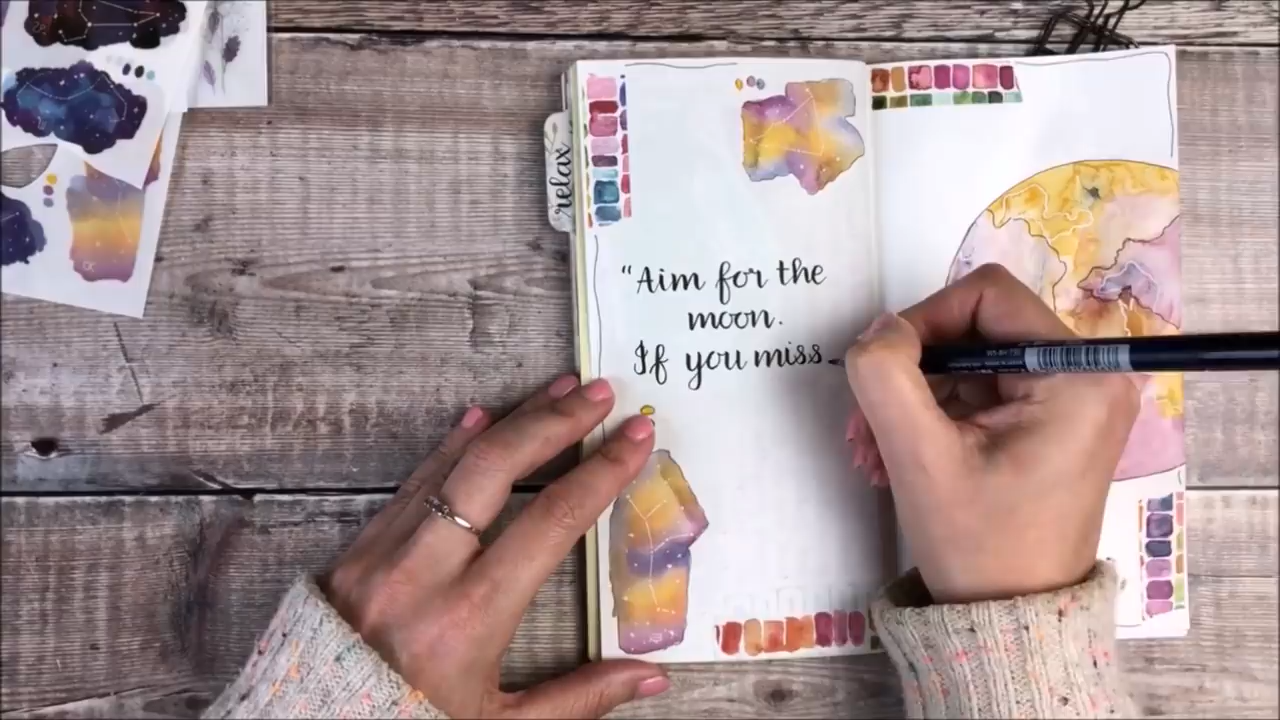 relax
“Aim for the
moon.
If you miss